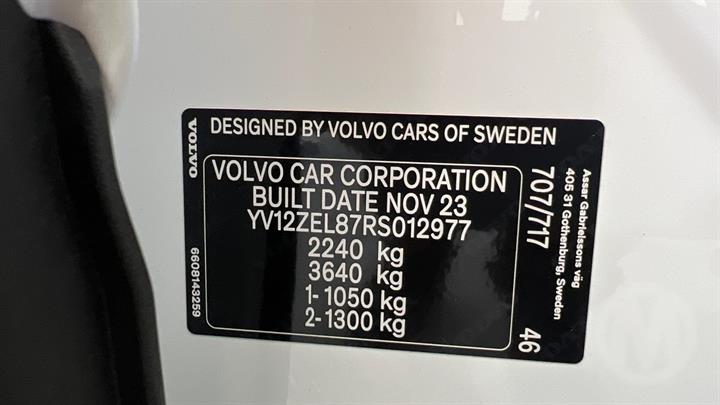 DESIGNED BY VOLVO CARS OF SWEDEN
VOLVO
VOLVO CAR CORPORATION
BUILT DATE NOV 23
YV12ZEL87RS012977
2240 kg
3640 kg
1-1050 kg
2-1300 kg
6608143259
707/717
46
Assar Gabrielssons väg
405 31 Gothenburg, Sweden
M